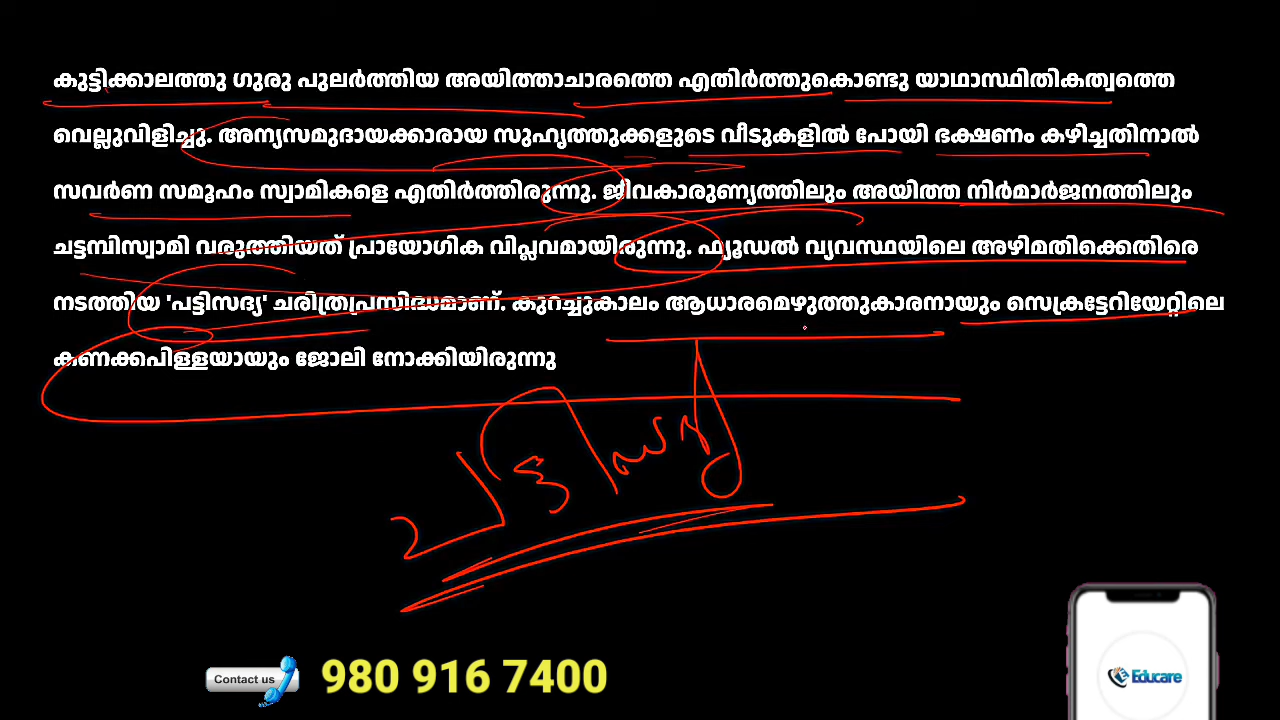 കുട്ടിക്കാലത്തു ഗുരു പുലർത്തിയ അയിത്താചാരത്തെ എതിർത്തുകൊണ്ടു യാഥാസ്ഥിതികത്വത്തെ
വെല്ലുവിളിച്ചു. അന്യസമുദായക്കാരായ സുഹൃത്തുക്കളുടെ വീടുകളിൽ പോയി ഭക്ഷണം കഴിച്ചതിനാൽ
സവർണ സമൂഹം സ്വാമികളെ എതിർത്തിരുന്നു. ജീവകാരുണ്യത്തിലും അയിത്ത നിർമാർജനത്തിലും
ചട്ടമ്പിസ്വാമി വരുത്തിയത് പ്രായോഗിക വിപ്ലവമായിരുന്നു. ഫ്യൂഡൽ വ്യവസ്ഥയിലെ അഴിമതിക്കെതിരെ
നടത്തിയ 'പട്ടിസദ്യ' ചരിത്രപ്രസിദ്ധമാണ്. കുറച്ചുകാലം ആധാരമെഴുത്തുകാരനായും സെക്രട്ടേറിയേറ്റിലെ
കണക്കപിള്ളയായും ജോലി നോക്കിയിരുന്നു
പട്ടിസദ്യ
Contact us 980 916 7400
Educare